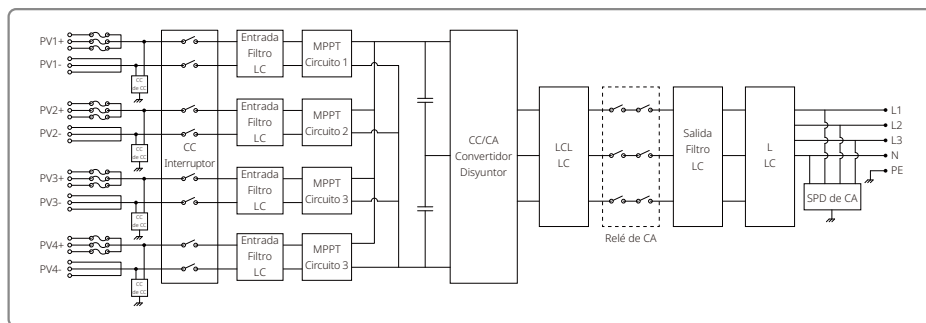 PV1+
PV1-
CC
de CC
Entrada
Filtro
LC
MPPT
Circuito 1
PV2+
PV2-
CC
de CC
CC
Interruptor
Entrada
Filtro
LC
MPPT
Circuito 2
PV3+
PV3-
CC
de CC
Entrada
Filtro
LC
MPPT
Circuito 3
PV4+
PV4-
CC
de CC
Entrada
Filtro
LC
MPPT
Circuito 3
CC/CA
Convertidor
Disyuntor
LCL
LC
Relé de CA
Salida
Filtro
LC
L
LC
L1
L2
L3
N
PE
SPD de CA